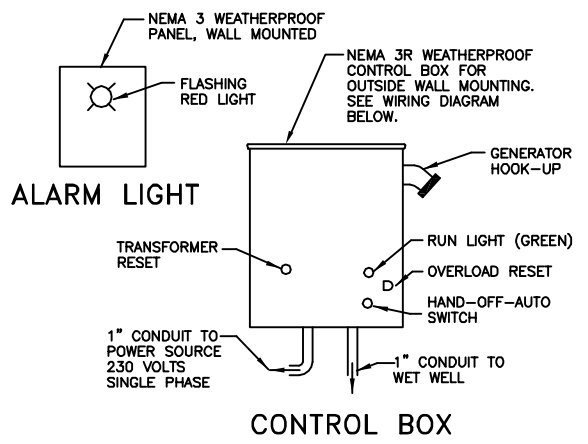 NEMA 3 WEATHERPROOF
PANEL, WALL MOUNTED
FLASHING
RED LIGHT
ALARM LIGHT
NEMA 3R WEATHERPROOF
CONTROL BOX FOR
OUTSIDE WALL MOUNTING.
SEE WIRING DIAGRAM
BELOW.
GENERATOR
HOOK-UP
TRANSFORMER
RESET
RUN LIGHT (GREEN)
OVERLOAD RESET
HAND-OFF-AUTO
SWITCH
1" CONDUIT TO
POWER SOURCE
230 VOLTS
SINGLE PHASE
1" CONDUIT TO
WET WELL
CONTROL BOX